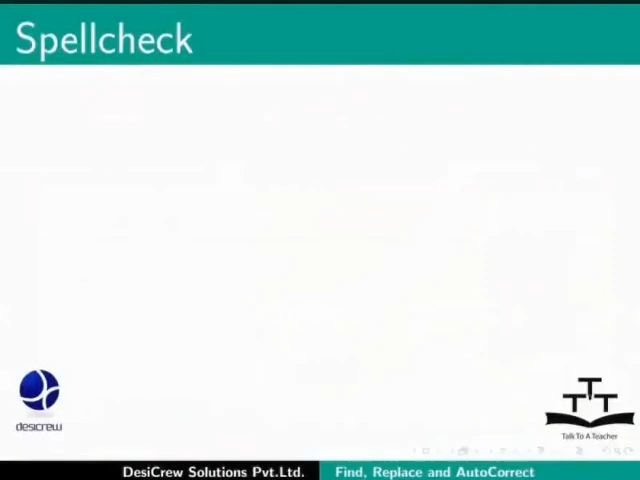 Spellcheck
desicrew
T
T T
Talk To A Teacher
DesiCrew Solutions Pvt.Ltd.
Find, Replace and AutoCorrect